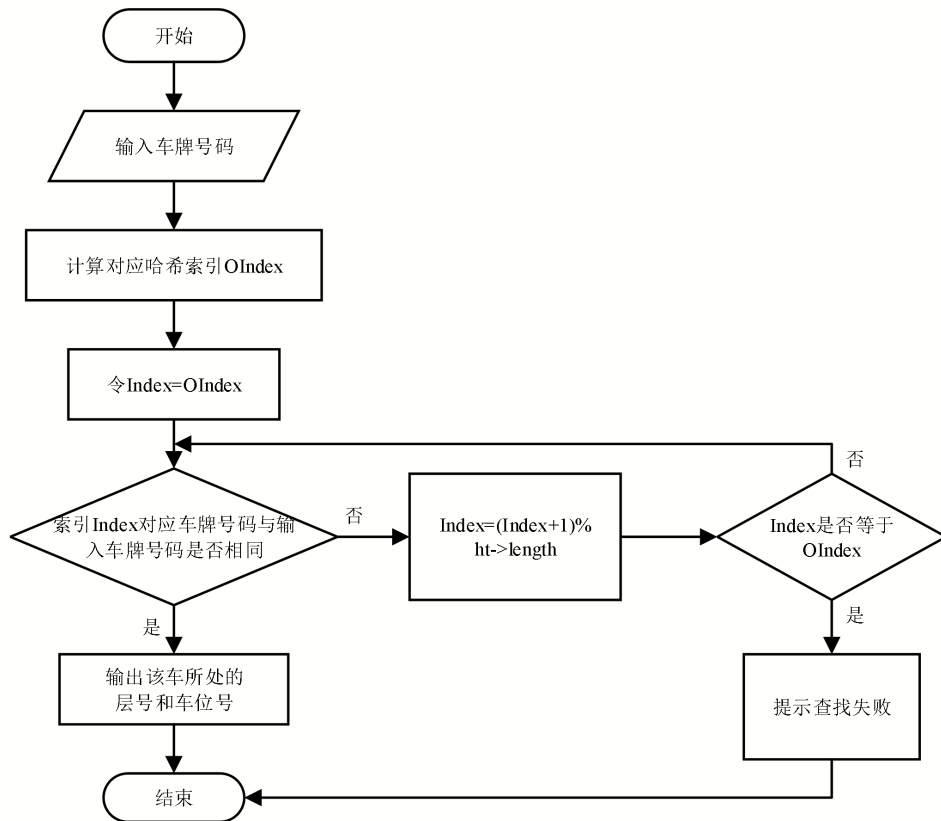 开始
输入车牌号码
计算对应哈希索引OIndex
令Index=OIndex
索引Index对应车牌号码与输
入车牌号码是否相同
否
Index=(Index+1)%
ht->length
Index是否等于
OIndex
否
是
是
输出该车所处的
层号和车位号
提示查找失败
结束